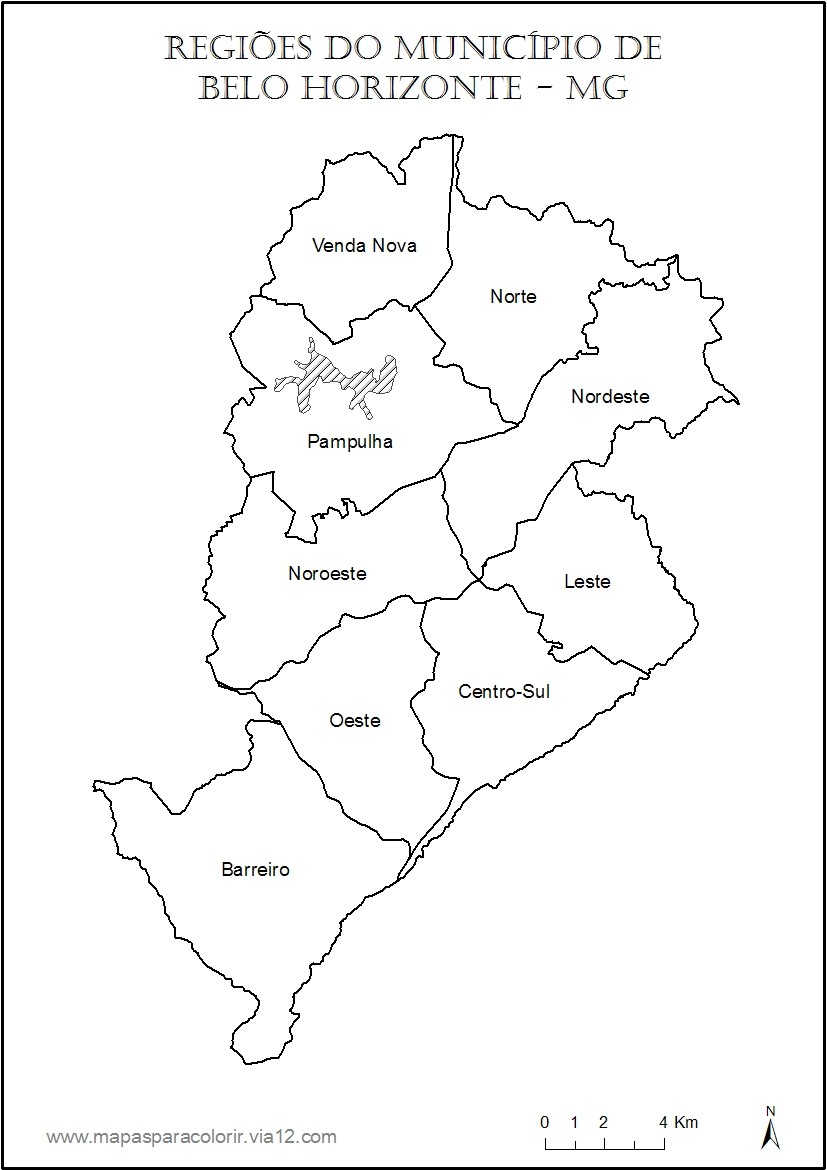 REGIÕES DO MUNICÍPIO DE
BELO HORIZONTE - MG
Venda Nova
Norte
Nordeste
Pampulha
Noroeste
Leste
Centro-Sul
Oeste
Barreiro
N
0 1 2 4 Km
www.mapasparacolorir.via12.com